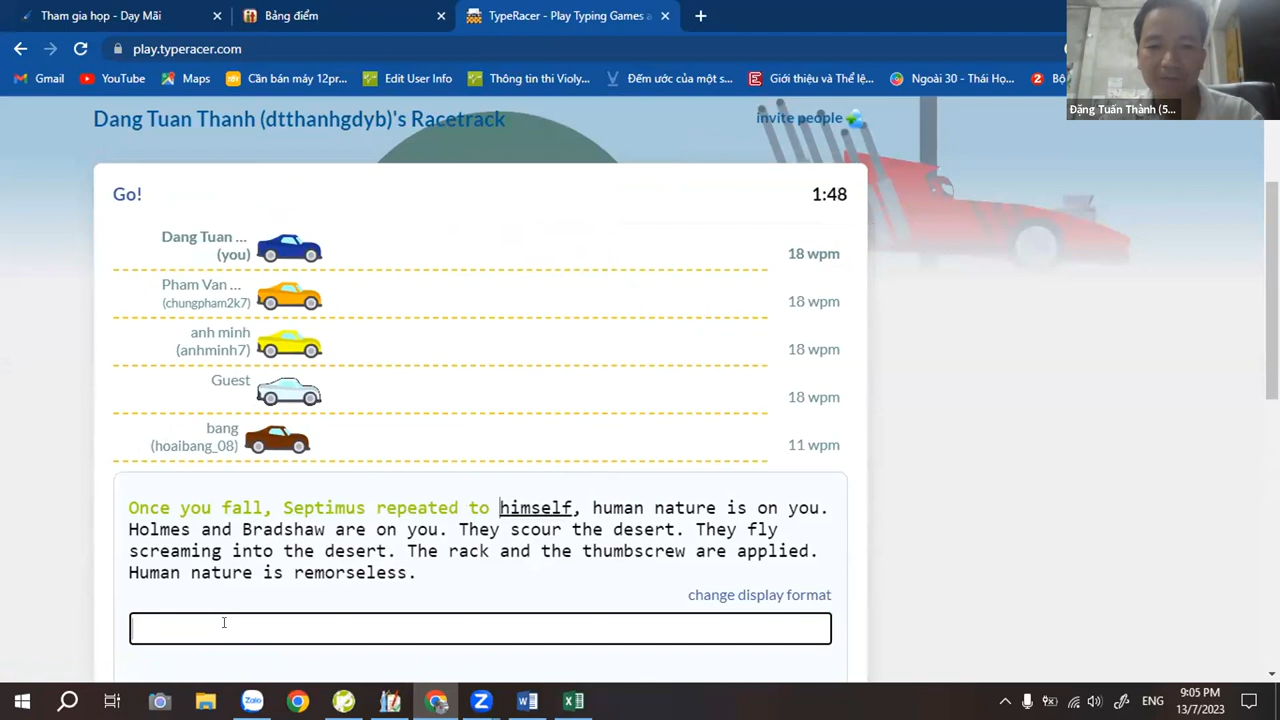 Tham gia họp - Dạy Mãi
Bảng điểm
TypeRacer - Play Typing Games a
play.typeracer.com
Gmail
YouTube
Maps
Cần bán máy 12pr...
Edit User Info
Thông tin thi Violy...
Đếm ước của một s...
Giới thiệu và Thể lệ...
Ngoài 30 - Thái Họ...
Bộ
Đặng Tuấn Thành (5...
Dang Tuan Thanh (dtthanhgdyb)'s Racetrack
invite people
Go!
1:48
Dang Tuan ...
(you)
18 wpm
Pham Van ...
(chungpham2k7)
18 wpm
anh minh
(anhminh7)
18 wpm
Guest
18 wpm
bang
(hoaibang_08)
11 wpm
Once you fall, Septimus repeated to himself, human nature is on you.
Holmes and Bradshaw are on you. They scour the desert. They fly
screaming into the desert. The rack and the thumbscrew are applied.
Human nature is remorseless.
change display format
Zalo
ENG
9:05 PM
13/7/2023